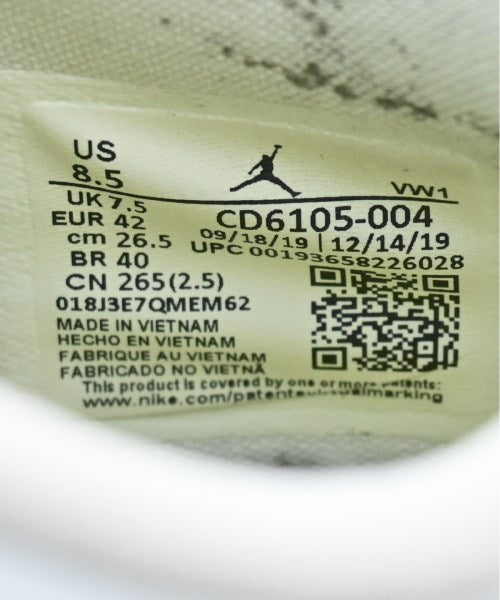 US
8.5
VW1
UK 7.5
EUR 42
CD6105-004
cm 26.5
09/18/19 | 12/14/19
BR 40
UPC 00193658226028
CN 265(2.5)
018J3E7QMEM62
MADE IN VIETNAM
HECHO EN VIETNAM
FABRIQUE AU VIETNAM
FABRICADO NO VIETNÃ
This product is covered by one or more patents:
www.nike.com/patentvirtualmarking